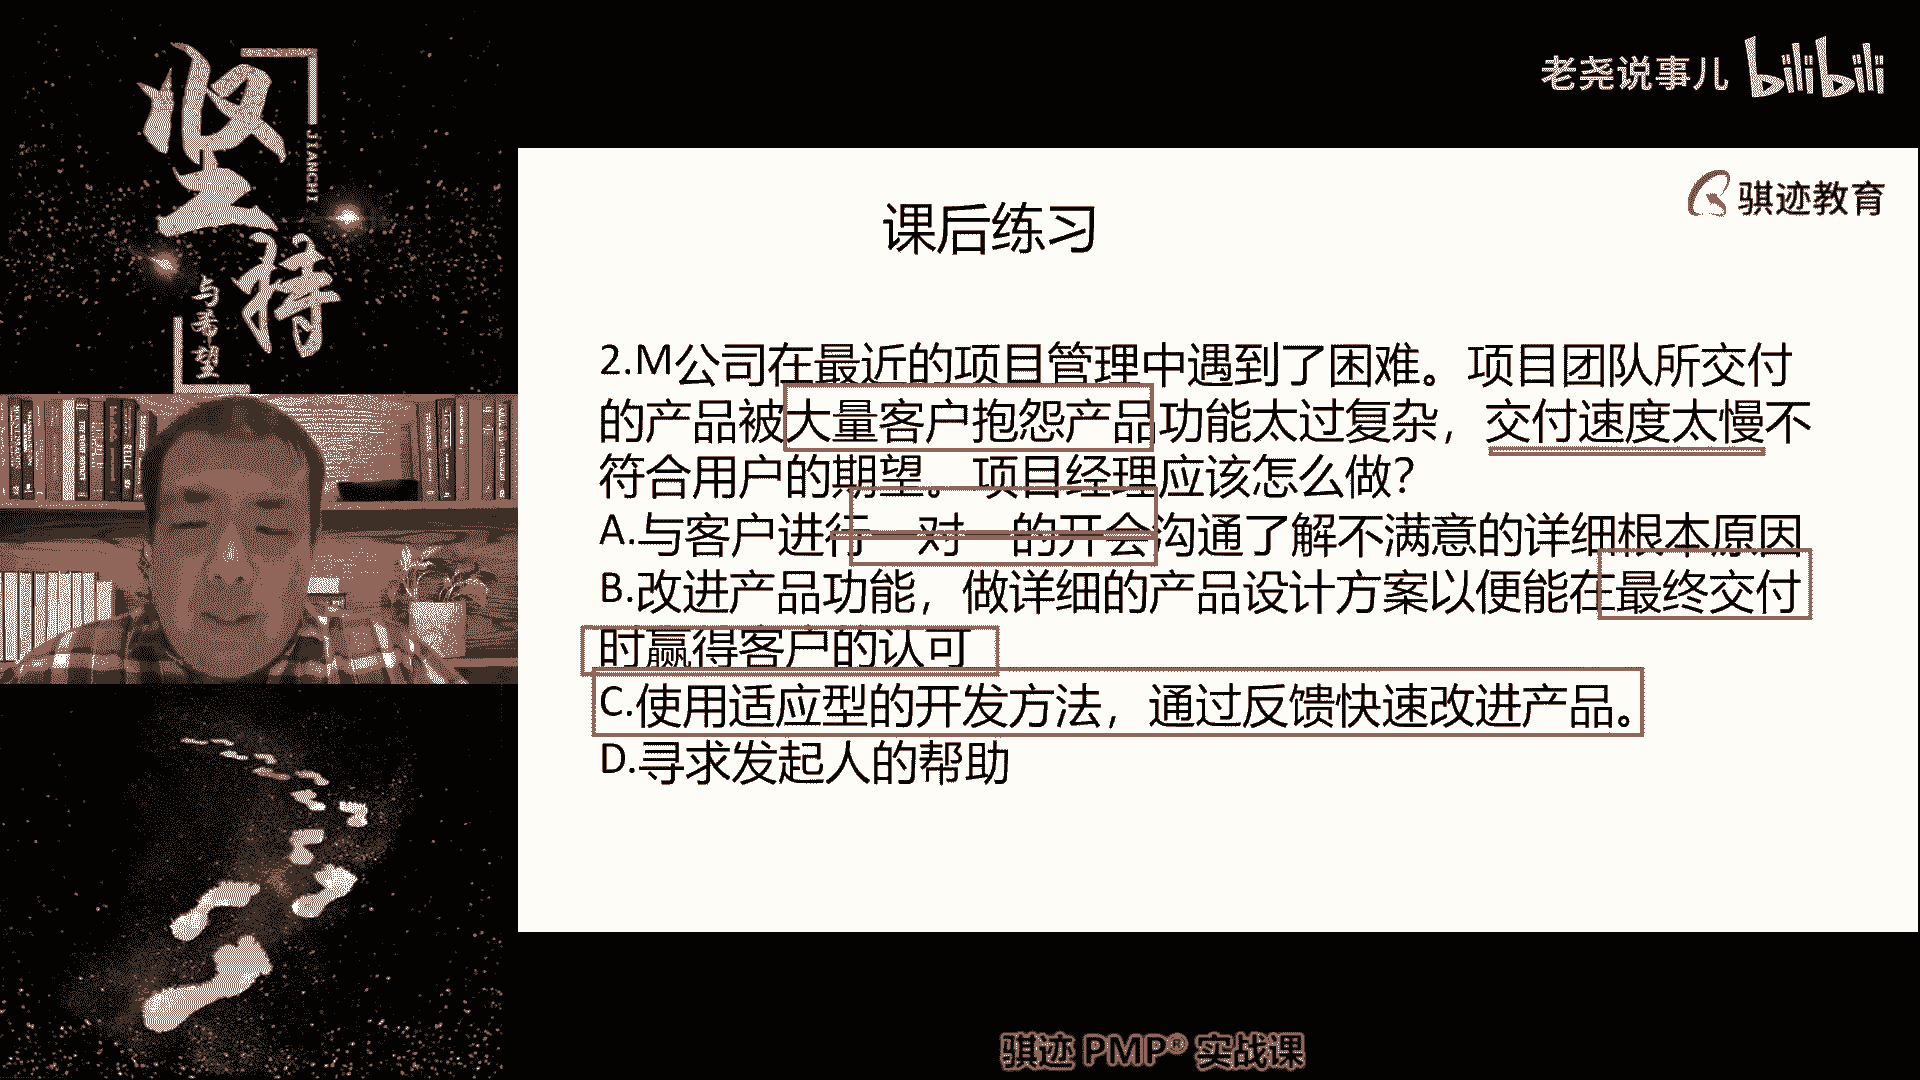 坚持
JIANCHI
与希望
老尧说事儿 bilibili
骐迹教育
课后练习
2.M公司在最近的项目管理中遇到了困难。项目团队所交付
的产品被大量客户抱怨产品功能太过复杂，交付速度太慢不
符合用户的期望。项目经理应该怎么做？
A.与客户进行一对一的开会沟通了解不满意的详细根本原因
B.改进产品功能，做详细的产品设计方案以便能在最终交付
时赢得客户的认可
C.使用适应型的开发方法，通过反馈快速改进产品。
D.寻求发起人的帮助
骐迹 PMP® 实战课